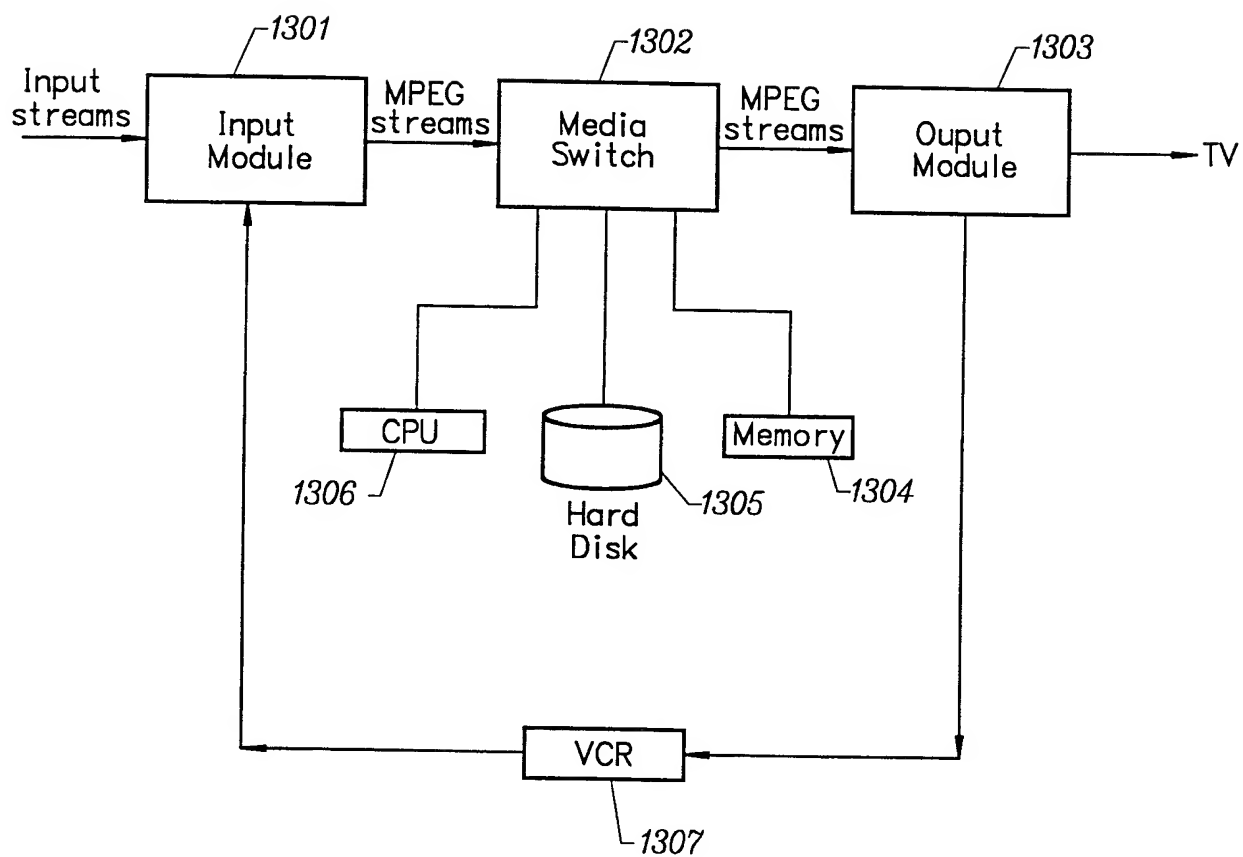 1301
1302
1303
Input
streams
Input
Module
MPEG
streams
Media
Switch
MPEG
streams
Ouput
Module
TV
CPU
1306
Hard
Disk
1305
Memory
1304
VCR
1307